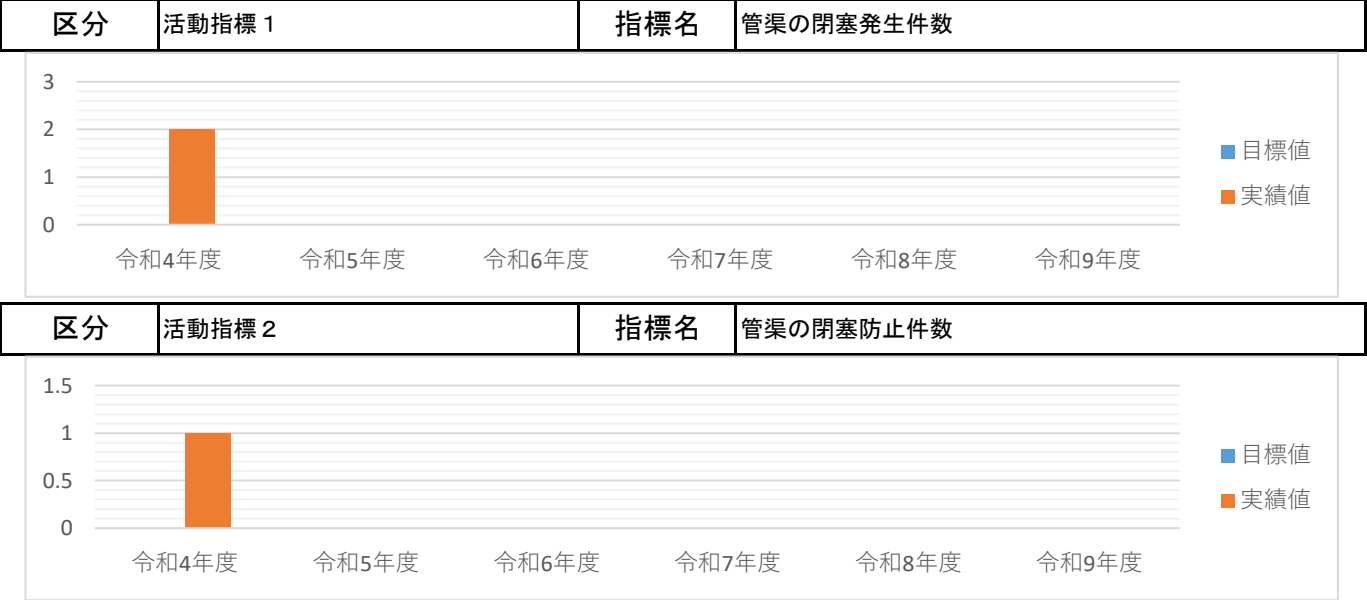 区分 活動指標１ 指標名 管渠の閉塞発生件数
3
2
1
0
目標値
実績値
令和4年度 令和5年度 令和6年度 令和7年度 令和8年度 令和9年度
区分 活動指標２ 指標名 管渠の閉塞防止件数
1.5
1
0.5
0
目標値
実績値
令和4年度 令和5年度 令和6年度 令和7年度 令和8年度 令和9年度